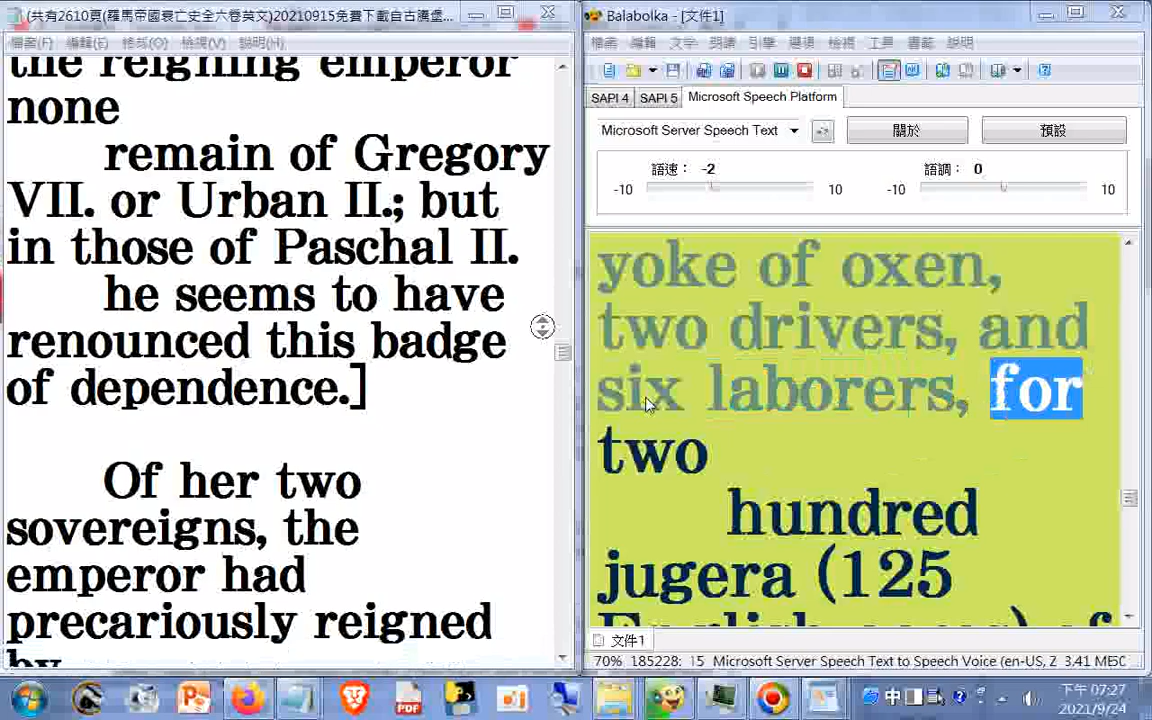 (共有2610頁(羅馬帝國衰亡史全六卷英文)20210915免費下載自古騰堡...
檔案(F) 編輯(E) 格式(O) 檢視(V) 說明(H)
the reigning emperor
none
remain of Gregory
VII. or Urban II.; but
in those of Paschal II.
he seems to have
renounced this badge
of dependence.]
Of her two
sovereigns, the
emperor had
precariously reigned
by
Balabolka - [文件1]
檔案 編輯 文字 朗讀 引擎 選項 檢視 工具 書籤 說明
SAPI 4 SAPI 5 Microsoft Speech Platform
Microsoft Server Speech Text 關於 預設
語速： -2 語調： 0
-10 10 -10 10
yoke of oxen,
two drivers, and
six laborers, for
two
hundred
jugera (125
English acres) of
文件1
70% 185228: 15 Microsoft Server Speech Text to Speech Voice (en-US, Z 3.41 МБ
PDF 中 下午 07:27
2021/9/24